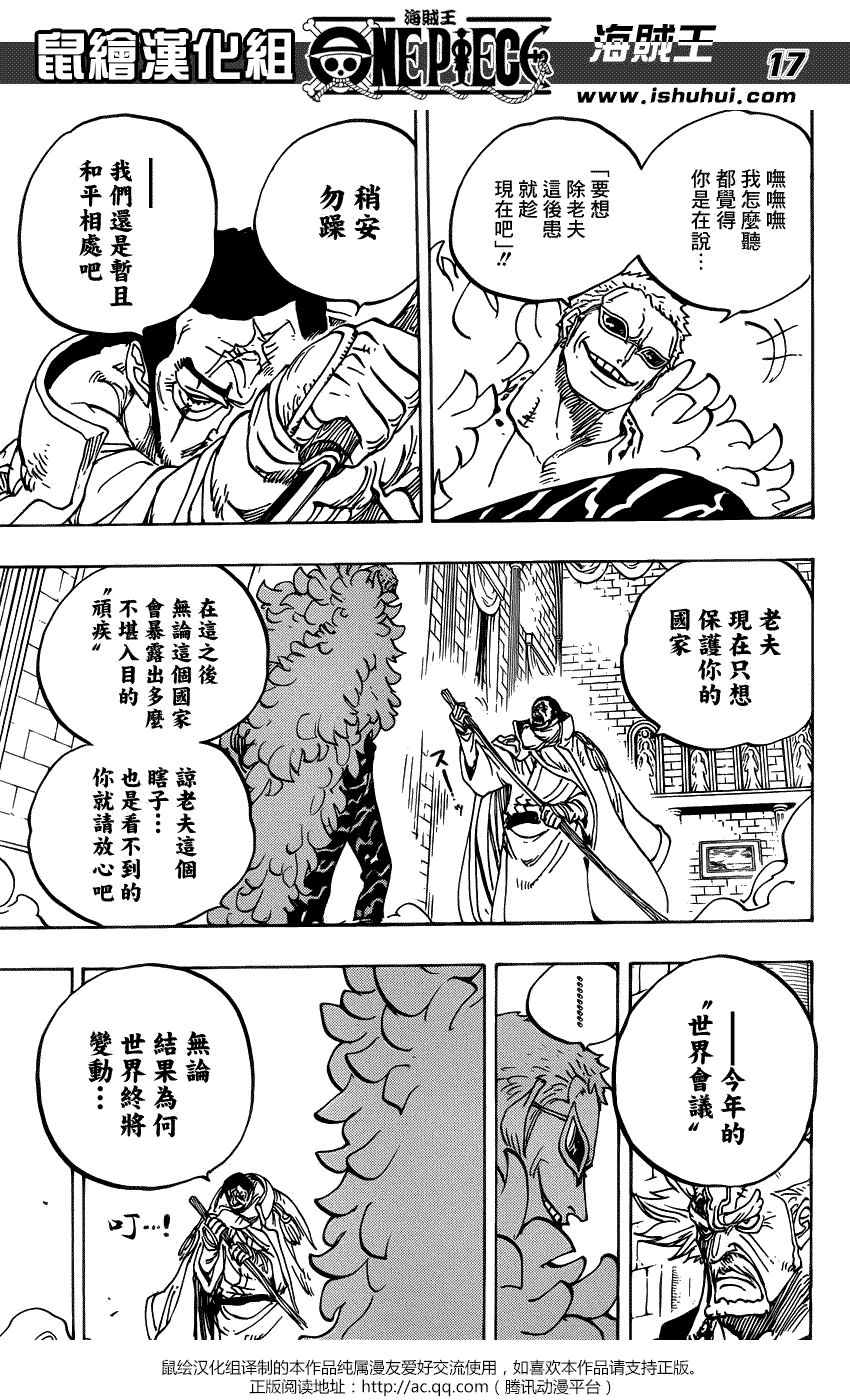 鼠繪漢化組
海賊王
ONE PIECE
海賊王
17
www.ishuhui.com
嘸嘸嘸
我怎麼聽
都覺得
你是在說…
「要想
除老夫
這後患
就趁
現在吧」!!
稍安
勿躁
——
我們還是暫且
和平相處吧
老夫
現在只想
保護你的
國家
在這之後
無論這個國家
會暴露出多麼
不堪入目的
"頑疾"
諒老夫這個
瞎子…
也是看不到的
你就請放心吧
スー…
——今年的
"世界會議"
…………
無論
結果為何
世界終將
變動…
叮…!
鼠绘汉化组译制的本作品纯属漫友爱好交流使用，如喜欢本作品请支持正版。
正版阅读地址：http://ac.qq.com（腾讯动漫平台）